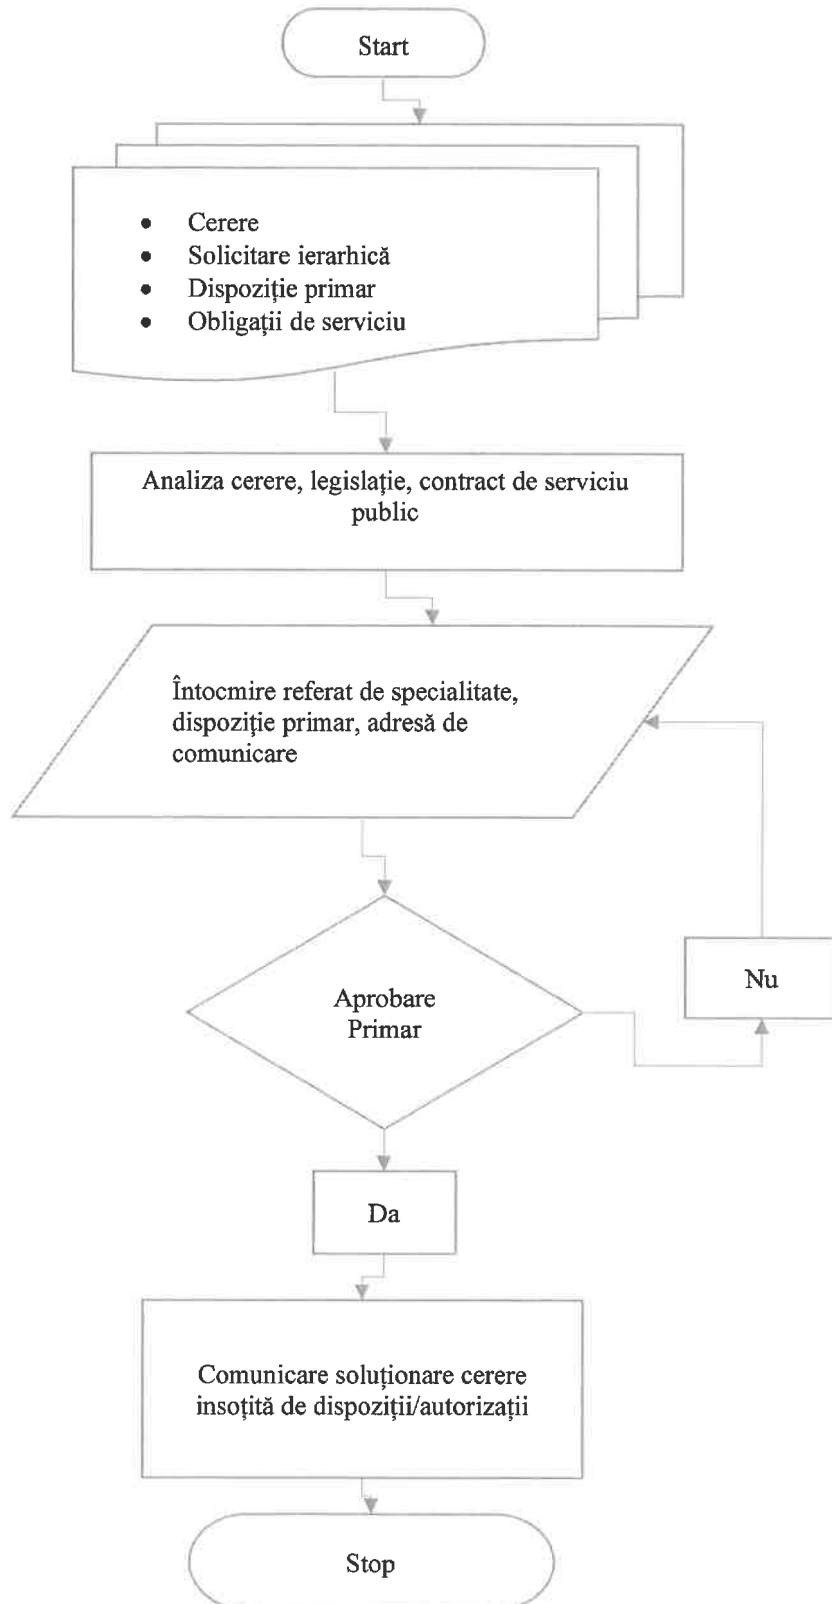 Start
• Cerere
• Solicitare ierarhică
• Dispoziție primar
• Obligații de serviciu
Analiza cerere, legislație, contract de serviciu
public
Întocmire referat de specialitate,
dispoziție primar, adresă de
comunicare
Aprobare
Primar
Nu
Da
Comunicare soluționare cerere
insoțită de dispoziții/autorizații
Stop